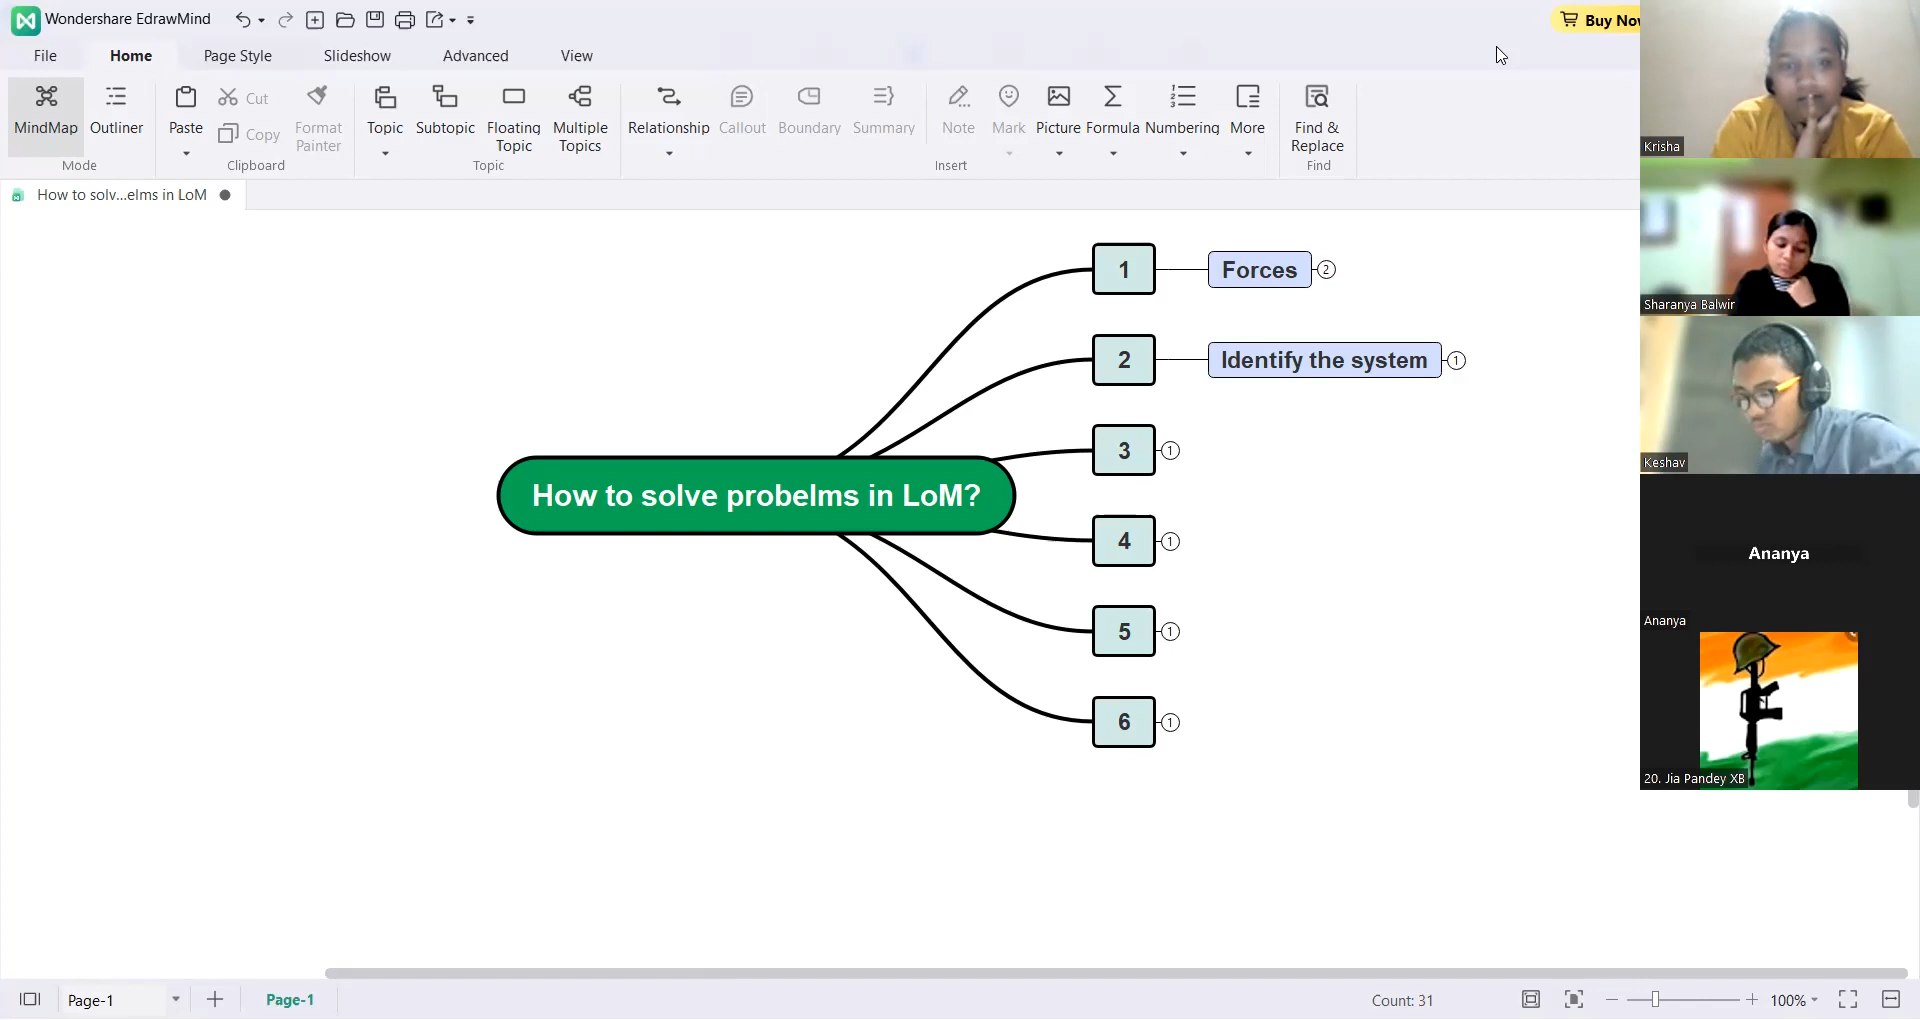 Wondershare EdrawMind
Buy Now
File
Home
Page Style
Slideshow
Advanced
View
MindMap
Outliner
Mode
Paste
Cut
Copy
Format
Painter
Clipboard
Topic
Subtopic
Floating
Topic
Multiple
Topics
Topic
Relationship
Callout
Boundary
Summary
Note
Mark
Picture
Formula
Numbering
More
Insert
Find &
Replace
Find
How to solv...elms in LoM
How to solve probelms in LoM?
1
Forces
2
2
Identify the system
1
3
1
4
1
5
1
6
1
Krisha
Sharanya Balwir
Keshav
Ananya
Ananya
20. Jia Pandey XB
Page-1
Page-1
Count: 31
100%